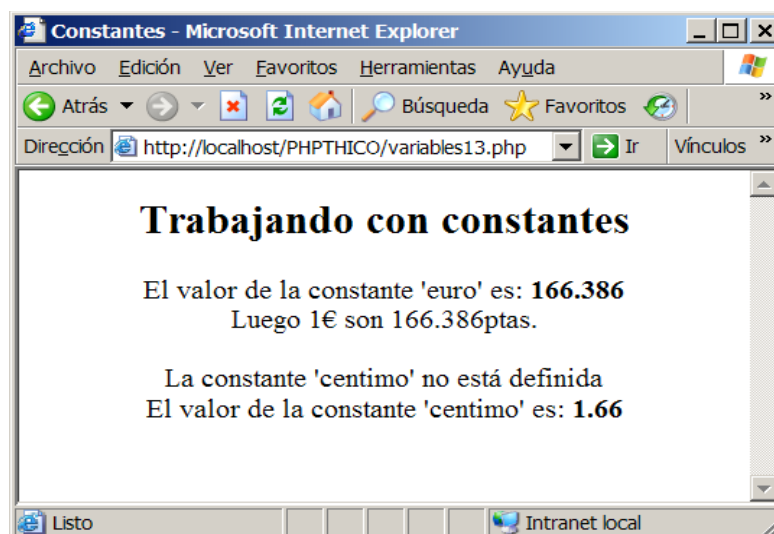 Constantes - Microsoft Internet Explorer
Archivo Edición Ver Favoritos Herramientas Ayuda
Atrás Búsqueda Favoritos »
Dirección http://localhost/PHPTHICO/variables13.php Ir Vínculos »
Trabajando con constantes
El valor de la constante 'euro' es: 166.386
Luego 1€ son 166.386ptas.
La constante 'centimo' no está definida
El valor de la constante 'centimo' es: 1.66
Listo Intranet local